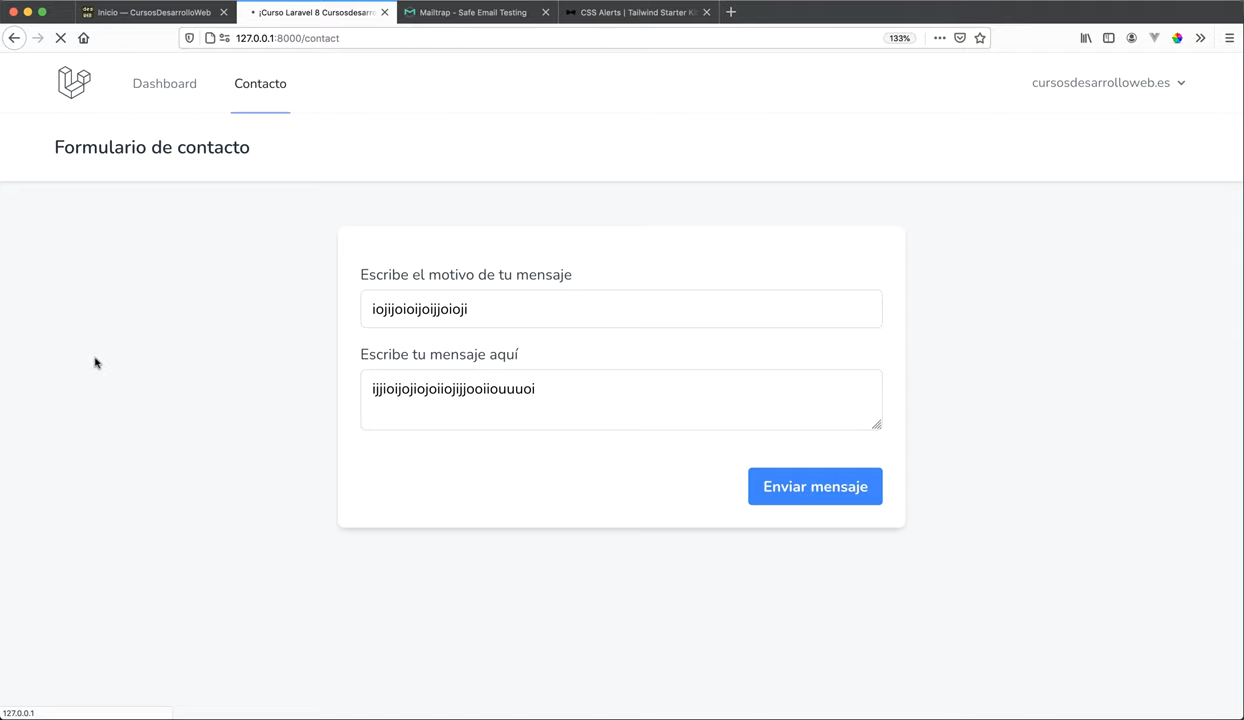 Inicio — CursosDesarrolloWeb
¡Curso Laravel 8 Cursosdesarro
Mailtrap - Safe Email Testing
CSS Alerts | Tailwind Starter Ki
127.0.0.1:8000/contact
133%
Dashboard
Contacto
cursosdesarrolloweb.es
Formulario de contacto
Escribe el motivo de tu mensaje
iojijoioijoijjoioji
Escribe tu mensaje aquí
ijjioijojiojoiiojijjooiiouuuoi
Enviar mensaje
127.0.0.1